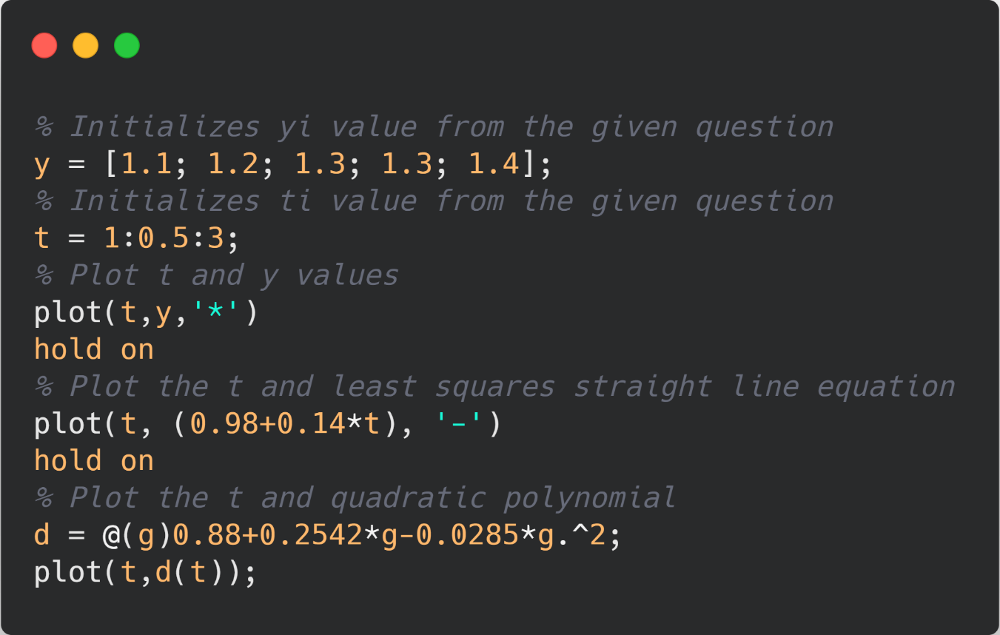 % Initializes yi value from the given question
y = [1.1; 1.2; 1.3; 1.3; 1.4];
% Initializes ti value from the given question
t = 1:0.5:3;
% Plot t and y values
plot(t,y,'*')
hold on
% Plot the t and least squares straight line equation
plot(t, (0.98+0.14*t), '-')
hold on
% Plot the t and quadratic polynomial
d = @(g)0.88+0.2542*g-0.0285*g.^2;
plot(t,d(t));